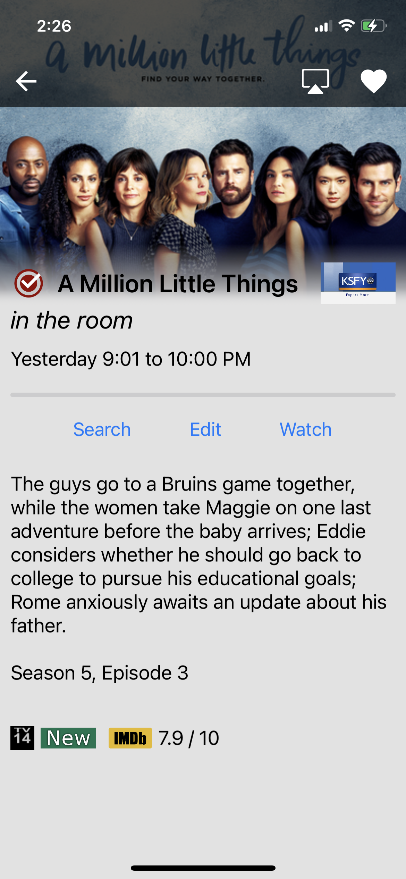 2:26
a million little things
FIND YOUR WAY TOGETHER.
A Million Little Things
KSFY
in the room
Yesterday 9:01 to 10:00 PM
Search Edit Watch
The guys go to a Bruins game together,
while the women take Maggie on one last
adventure before the baby arrives; Eddie
considers whether he should go back to
college to pursue his educational goals;
Rome anxiously awaits an update about his
father.
Season 5, Episode 3
TV
14 New IMDb 7.9 / 10